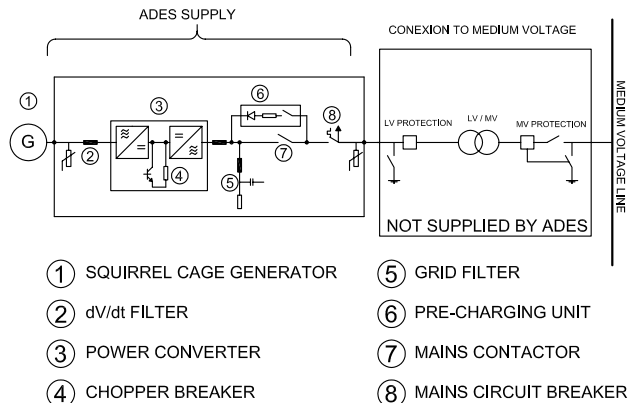 ADES SUPPLY
CONEXION TO MEDIUM VOLTAGE
MEDIUM VOLTAGE LINE
1
G
2
3
4
5
6
7
8
LV PROTECTION
LV / MV
MV PROTECTION
NOT SUPPLIED BY ADES
1 SQUIRREL CAGE GENERATOR
2 dV/dt FILTER
3 POWER CONVERTER
4 CHOPPER BREAKER
5 GRID FILTER
6 PRE-CHARGING UNIT
7 MAINS CONTACTOR
8 MAINS CIRCUIT BREAKER